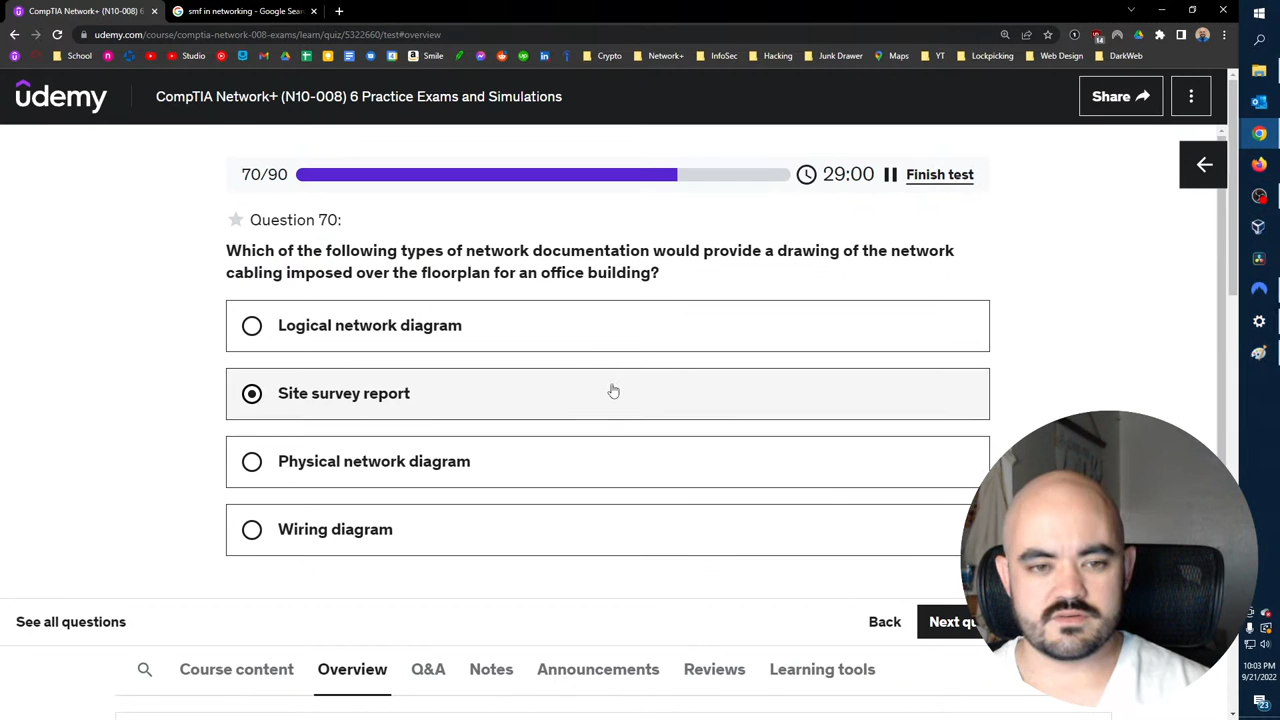 CompTIA Network+ (N10-008) 6
smf in networking - Google Sear
udemy.com/course/comptia-network-008-exams/learn/quiz/5322660/test#overview
14
School
Studio
Smile
Crypto
Network+
InfoSec
Hacking
Junk Drawer
Maps
YT
Lockpicking
Web Design
DarkWeb
udemy
CompTIA Network+ (N10-008) 6 Practice Exams and Simulations
Share
70/90
29:00
Finish test
Question 70:
Which of the following types of network documentation would provide a drawing of the network
cabling imposed over the floorplan for an office building?
Logical network diagram
Site survey report
Physical network diagram
Wiring diagram
See all questions
Back
Next qu
Course content
Overview
Q&A
Notes
Announcements
Reviews
Learning tools
10:03 PM
9/21/2022
23